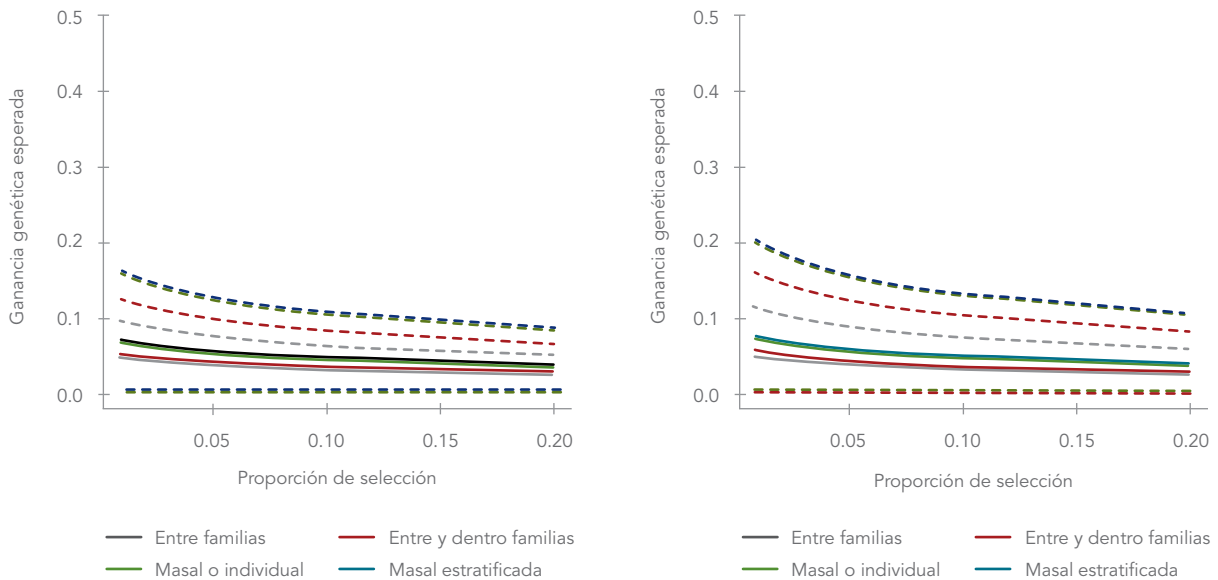 0.5
0.4
0.3
0.2
0.1
0.0
Ganancia genética esperada
0.05 0.10 0.15 0.20
Proporción de selección
Entre familias Entre y dentro familias
Masal o individual Masal estratificada
0.5
0.4
0.3
0.2
0.1
0.0
Ganancia genética esperada
0.05 0.10 0.15 0.20
Proporción de selección
Entre familias Entre y dentro familias
Masal o individual Masal estratificada